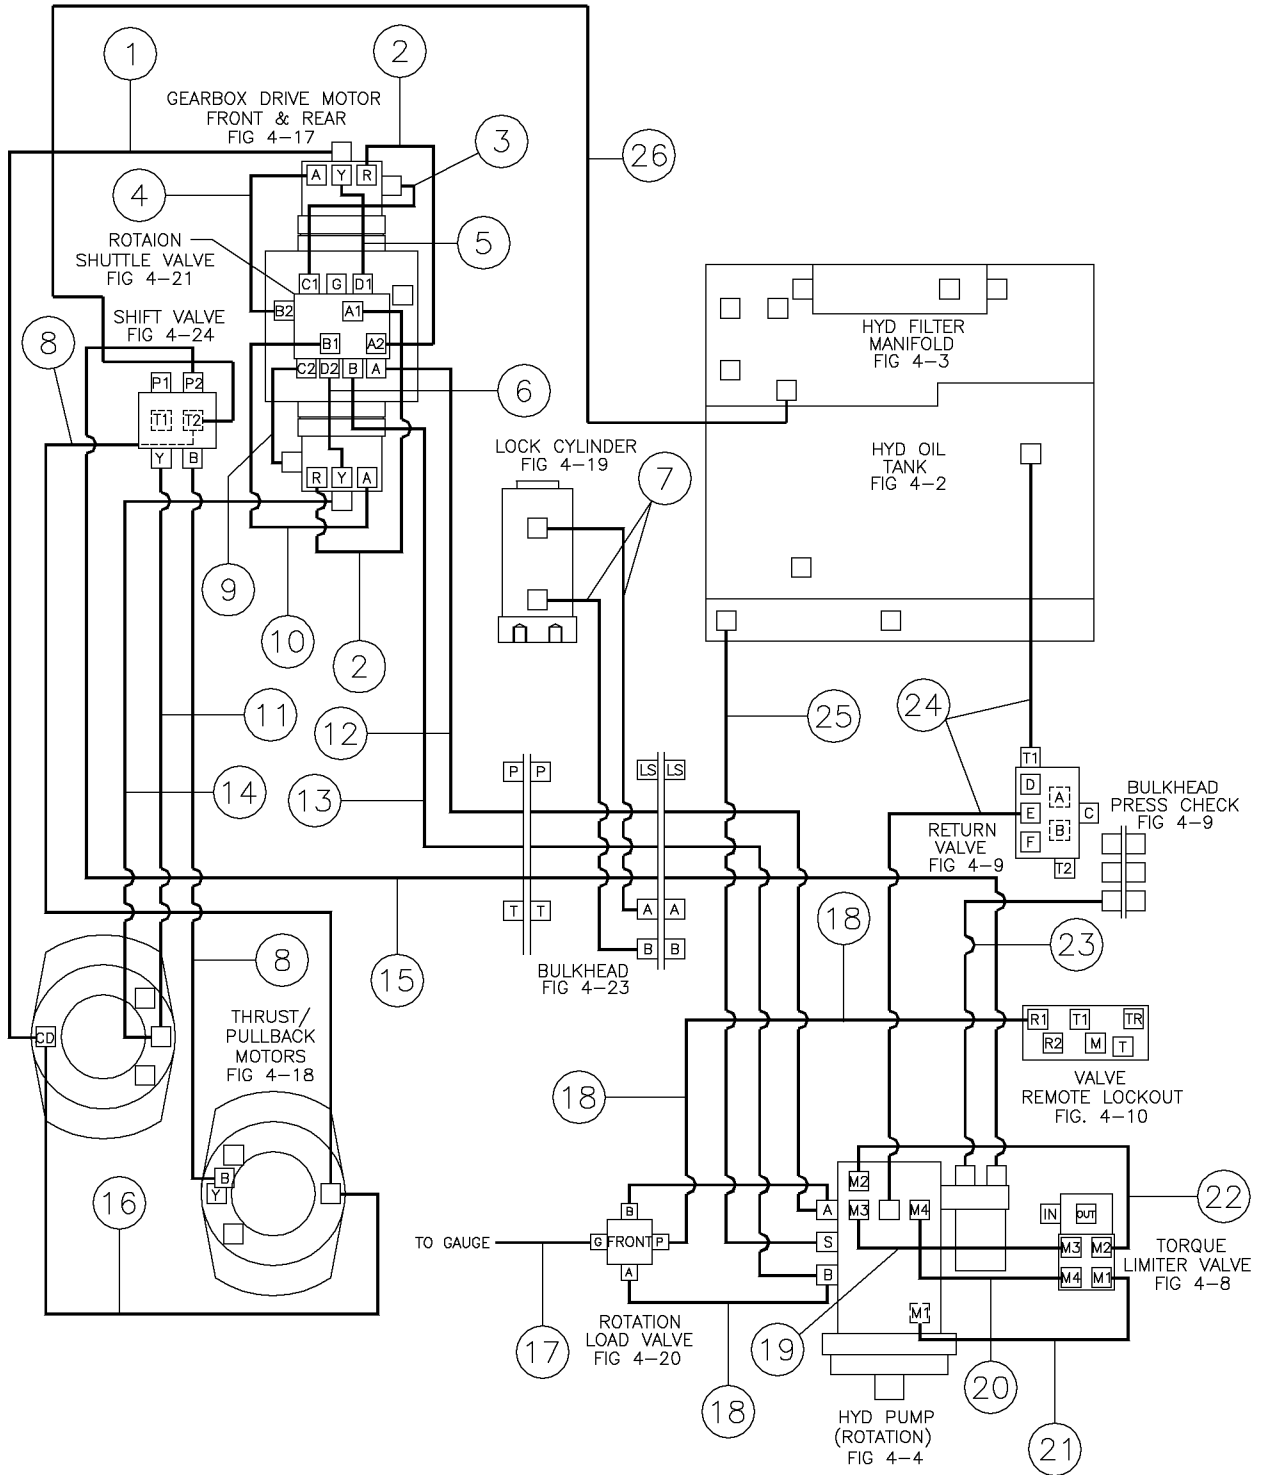 1
2
GEARBOX DRIVE MOTOR
FRONT & REAR
FIG 4-17
3
26
4
A Y R
5
ROTAION
SHUTTLE VALVE
FIG 4-21
C1 G D1
B2
A1
SHIFT VALVE
FIG 4-24
8
B1 A2
C2 D2 B A
P1 P2
T1 T2
Y B
6
HYD FILTER
MANIFOLD
FIG 4-3
HYD OIL
TANK
FIG 4-2
LOCK CYLINDER
FIG 4-19
7
R Y A
9
10
2
11
12
25
24
14
13
P P
LS LS
T1
D
A
E
C
B
F
T2
RETURN
VALVE
FIG 4-9
BULKHEAD
PRESS CHECK
FIG 4-9
T T
A A
B B
BULKHEAD
FIG 4-23
18
23
8
15
THRUST/
PULLBACK
MOTORS
FIG 4-18
CD
R1 T1 TR
R2 M T
VALVE
REMOTE LOCKOUT
FIG. 4-10
18
16
B
Y
M2
M3 M4
A
S
B
M1
B
G FRONT P
A
TO GAUGE
IN OUT
M3 M2
M4 M1
22
TORQUE
LIMITER VALVE
FIG 4-8
ROTATION
LOAD VALVE
FIG 4-20
17
18
19
20
21
HYD PUMP
(ROTATION)
FIG 4-4